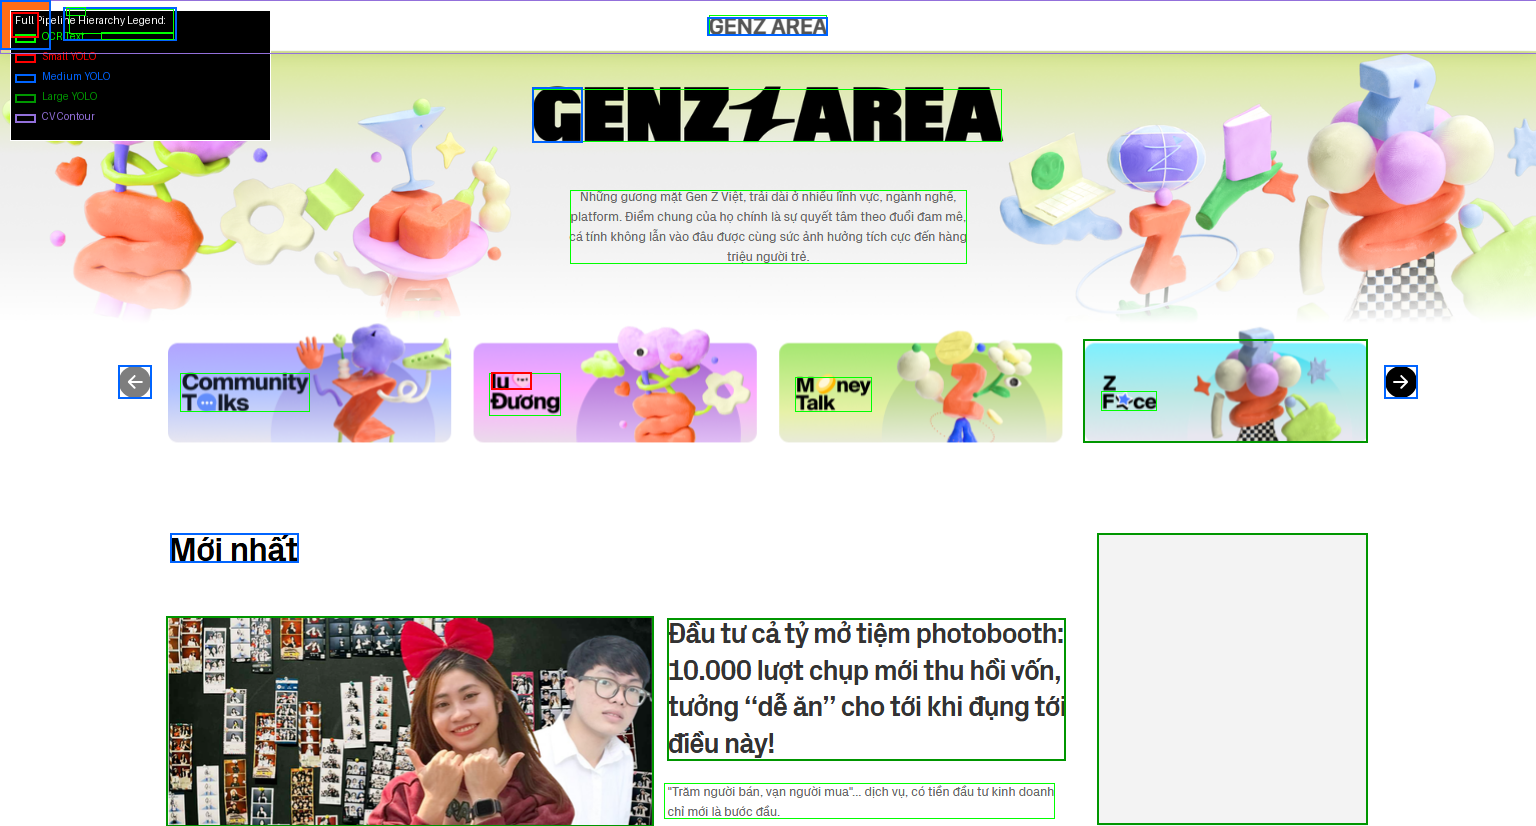 Full Pipeline Hierarchy Legend:
OCR Text
Small YOLO
Medium YOLO
Large YOLO
CV Contour
GENZ AREA
GENZ AREA
Những gương mặt Gen Z Việt, trải dài ở nhiều lĩnh vực, ngành nghề,
platform. Điểm chung của họ chính là sự quyết tâm theo đuổi đam mê,
cá tính không lẫn vào đâu được cùng sức ảnh hưởng tích cực đến hàng
triệu người trẻ.
Community
Talks
Iu
Đương
Money
Talk
Z
Face
Mới nhất
Đầu tư cả tỷ mở tiệm photobooth:
10.000 lượt chụp mới thu hồi vốn,
tưởng “dễ ăn” cho tới khi đụng tới
điều này!
"Trăm người bán, vạn người mua"... dịch vụ, có tiền đầu tư kinh doanh
chỉ mới là bước đầu.